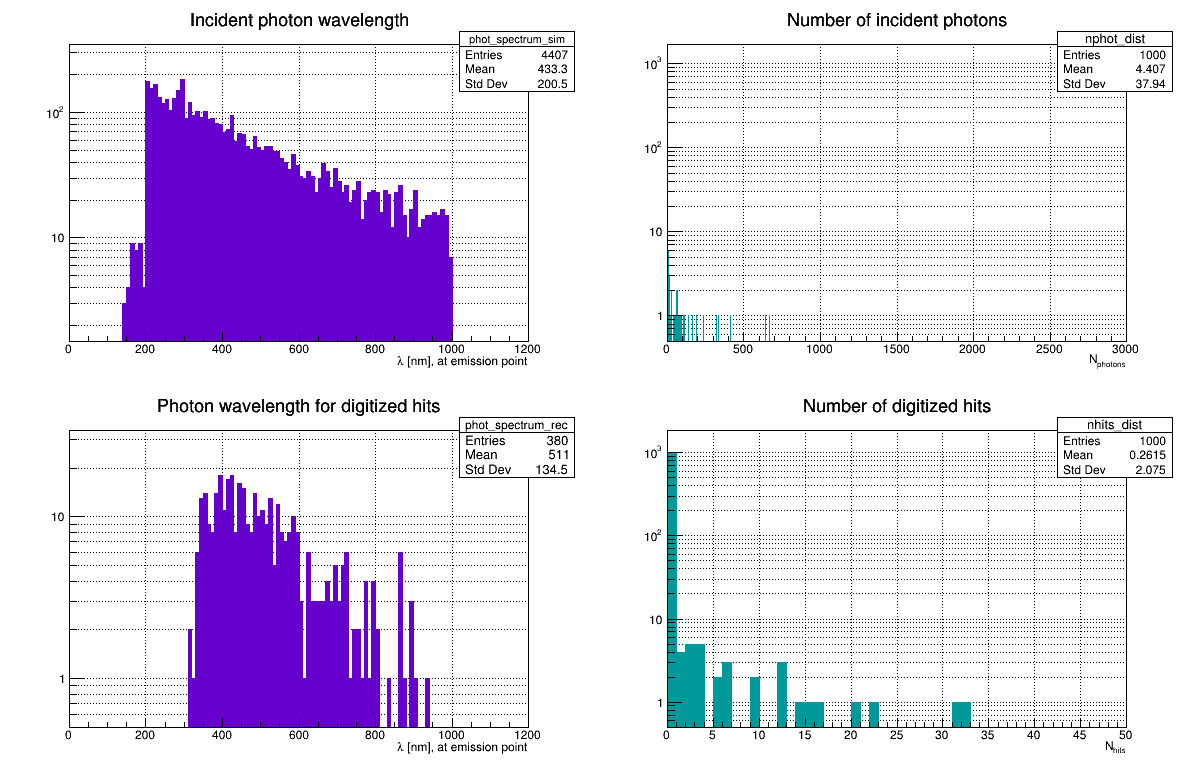 Incident photon wavelength
phot_spectrum_sim
Entries 4407
Mean 433.3
Std Dev 200.5
10²
10
0 200 400 600 800 1000 1200
λ [nm], at emission point
Number of incident photons
nphot_dist
Entries 1000
Mean 4.407
Std Dev 37.94
10³
10²
10
1
0 500 1000 1500 2000 2500 3000
N_photons
Photon wavelength for digitized hits
phot_spectrum_rec
Entries 380
Mean 511
Std Dev 134.5
10
1
0 200 400 600 800 1000 1200
λ [nm], at emission point
Number of digitized hits
nhits_dist
Entries 1000
Mean 0.2615
Std Dev 2.075
10³
10²
10
1
0 5 10 15 20 25 30 35 40 45 50
N_hits